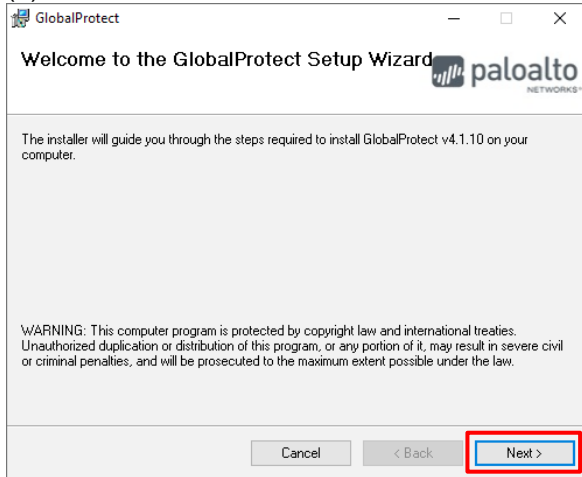 GlobalProtect
Welcome to the GlobalProtect Setup Wizard
paloalto
NETWORKS
The installer will guide you through the steps required to install GlobalProtect v4.1.10 on your
computer.
WARNING: This computer program is protected by copyright law and international treaties.
Unauthorized duplication or distribution of this program, or any portion of it, may result in severe civil
or criminal penalties, and will be prosecuted to the maximum extent possible under the law.
Cancel
< Back
Next >